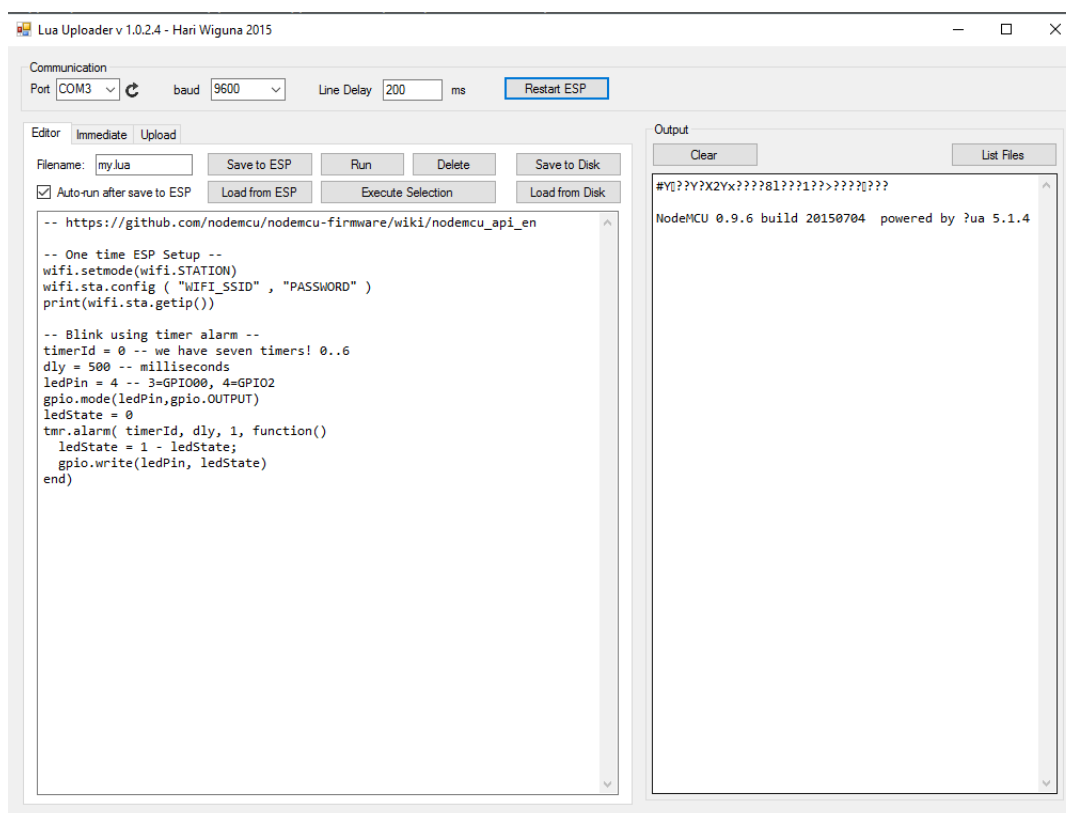 Lua Uploader v 1.0.2.4 - Hari Wiguna 2015
Communication
Port COM3 baud 9600 Line Delay 200 ms Restart ESP
Editor Immediate Upload
Filename: my.lua Save to ESP Run Delete Save to Disk
Auto-run after save to ESP Load from ESP Execute Selection Load from Disk
-- https://github.com/nodemcu/nodemcu-firmware/wiki/nodemcu_api_en
-- One time ESP Setup --
wifi.setmode(wifi.STATION)
wifi.sta.config ( "WIFI_SSID" , "PASSWORD" )
print(wifi.sta.getip())
-- Blink using timer alarm --
timerId = 0 -- we have seven timers! 0..6
dly = 500 -- milliseconds
ledPin = 4 -- 3=GPIO00, 4=GPIO2
gpio.mode(ledPin,gpio.OUTPUT)
ledState = 0
tmr.alarm( timerId, dly, 1, function()
ledState = 1 - ledState;
gpio.write(ledPin, ledState)
end)
Output
Clear List Files
#Y▯??Y?X2Yx????8l???1??>????▯???
NodeMCU 0.9.6 build 20150704 powered by ?ua 5.1.4